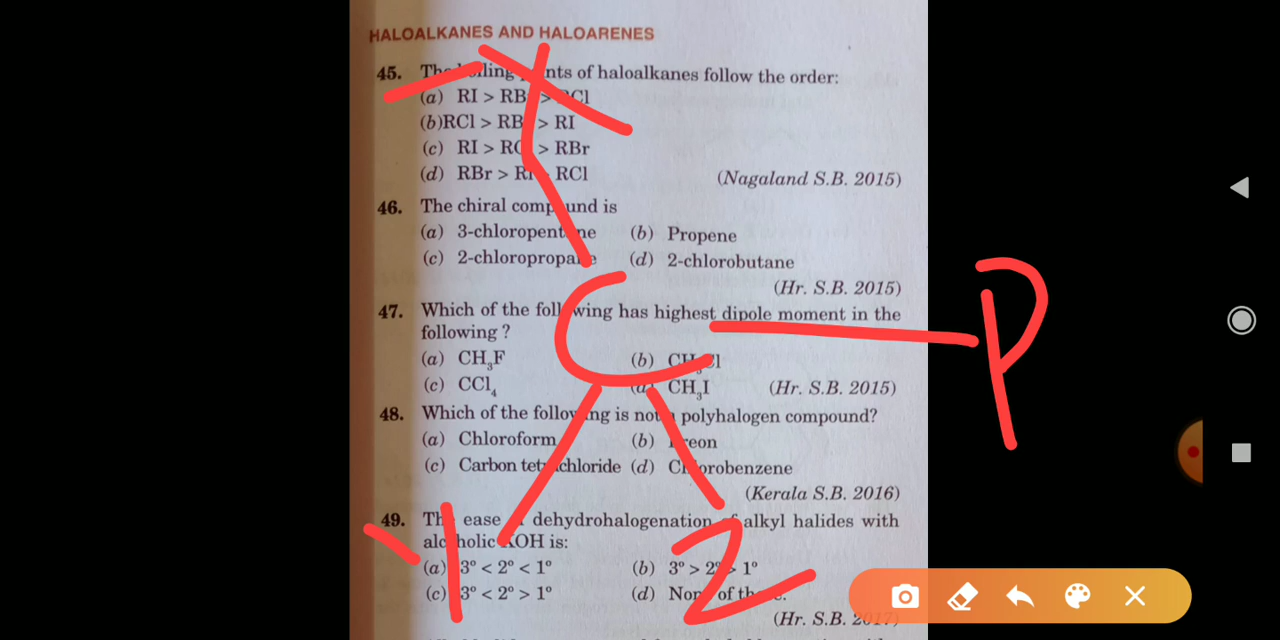 HALOALKANES AND HALOARENES
45. The boiling points of haloalkanes follow the order:
(a) RI > RBr > RCl
(b)RCl > RBr > RI
(c) RI > RCl > RBr
(d) RBr > RI > RCl (Nagaland S.B. 2015)
46. The chiral compound is
(a) 3-chloropentane (b) Propene
(c) 2-chloropropane (d) 2-chlorobutane
(Hr. S.B. 2015)
47. Which of the following has highest dipole moment in the
following ?
(a) CH₃F (b) CH₃Cl
(c) CCl₄ (d) CH₃I (Hr. S.B. 2015)
48. Which of the following is not a polyhalogen compound?
(a) Chloroform (b) Freon
(c) Carbon tetrachloride (d) Chlorobenzene
(Kerala S.B. 2016)
49. The ease of dehydrohalogenation of alkyl halides with
alcoholic KOH is:
(a) 3° < 2° < 1° (b) 3° > 2° > 1°
(c) 3° < 2° > 1° (d) None of these.
(Hr. S.B. 2017)
X
C
P
Y
Z